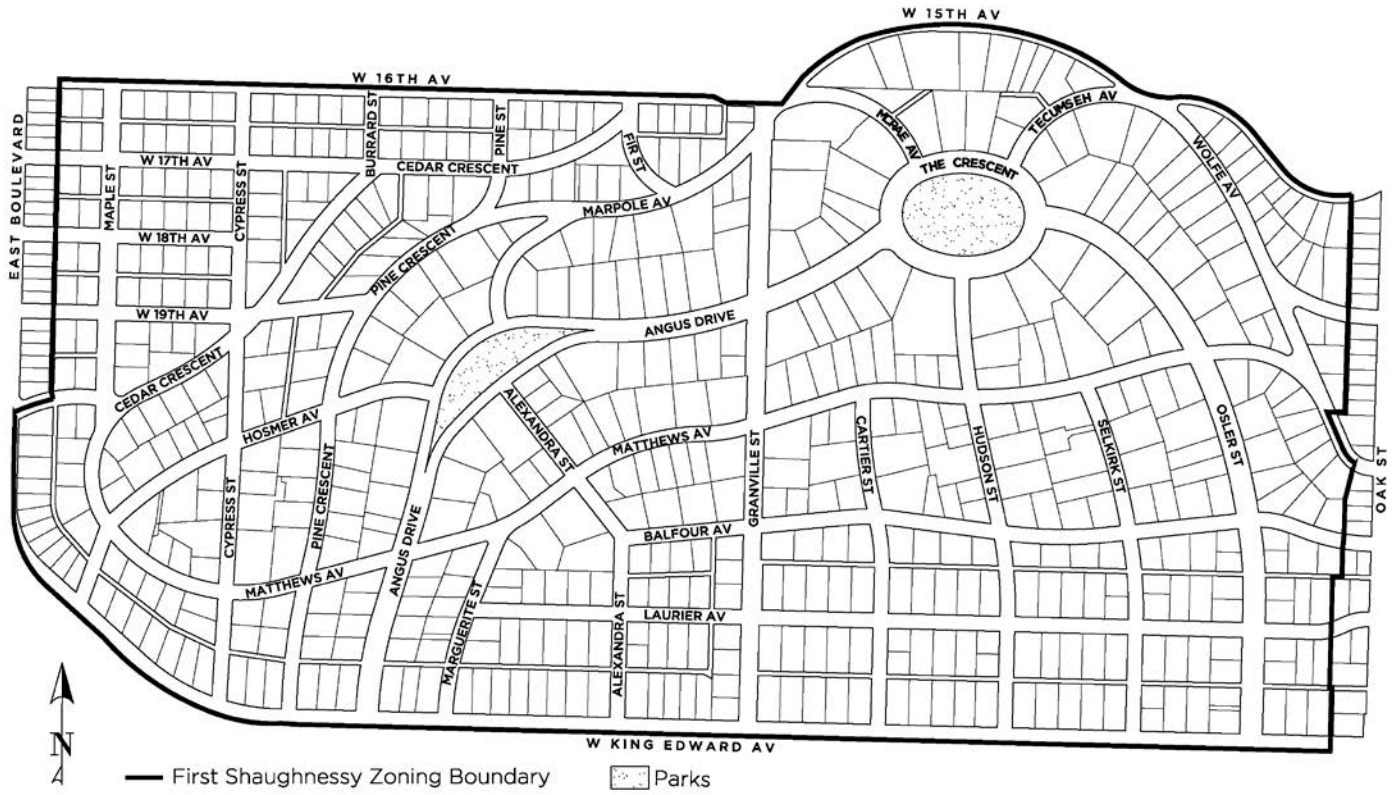 W 15TH AV
W 16TH AV
EAST BOULEVARD
MAPLE ST
W 17TH AV
CYPRESS ST
BURRARD ST
PINE ST
CEDAR CRESCENT
FIR ST
MCRAE AV
TECUMSEH AV
THE CRESCENT
WOLFE AV
MARPOLE AV
W 18TH AV
PINE CRESCENT
W 19TH AV
ANGUS DRIVE
CEDAR CRESCENT
HOSMER AV
ALEXANDRA ST
MATTHEWS AV
GRANVILLE ST
CARTIER ST
HUDSON ST
SELKIRK ST
OSLER ST
OAK ST
CYPRESS ST
PINE CRESCENT
ANGUS DRIVE
BALFOUR AV
MATTHEWS AV
MARGUERITE ST
ALEXANDRA ST
LAURIER AV
W KING EDWARD AV
N
First Shaughnessy Zoning Boundary
Parks